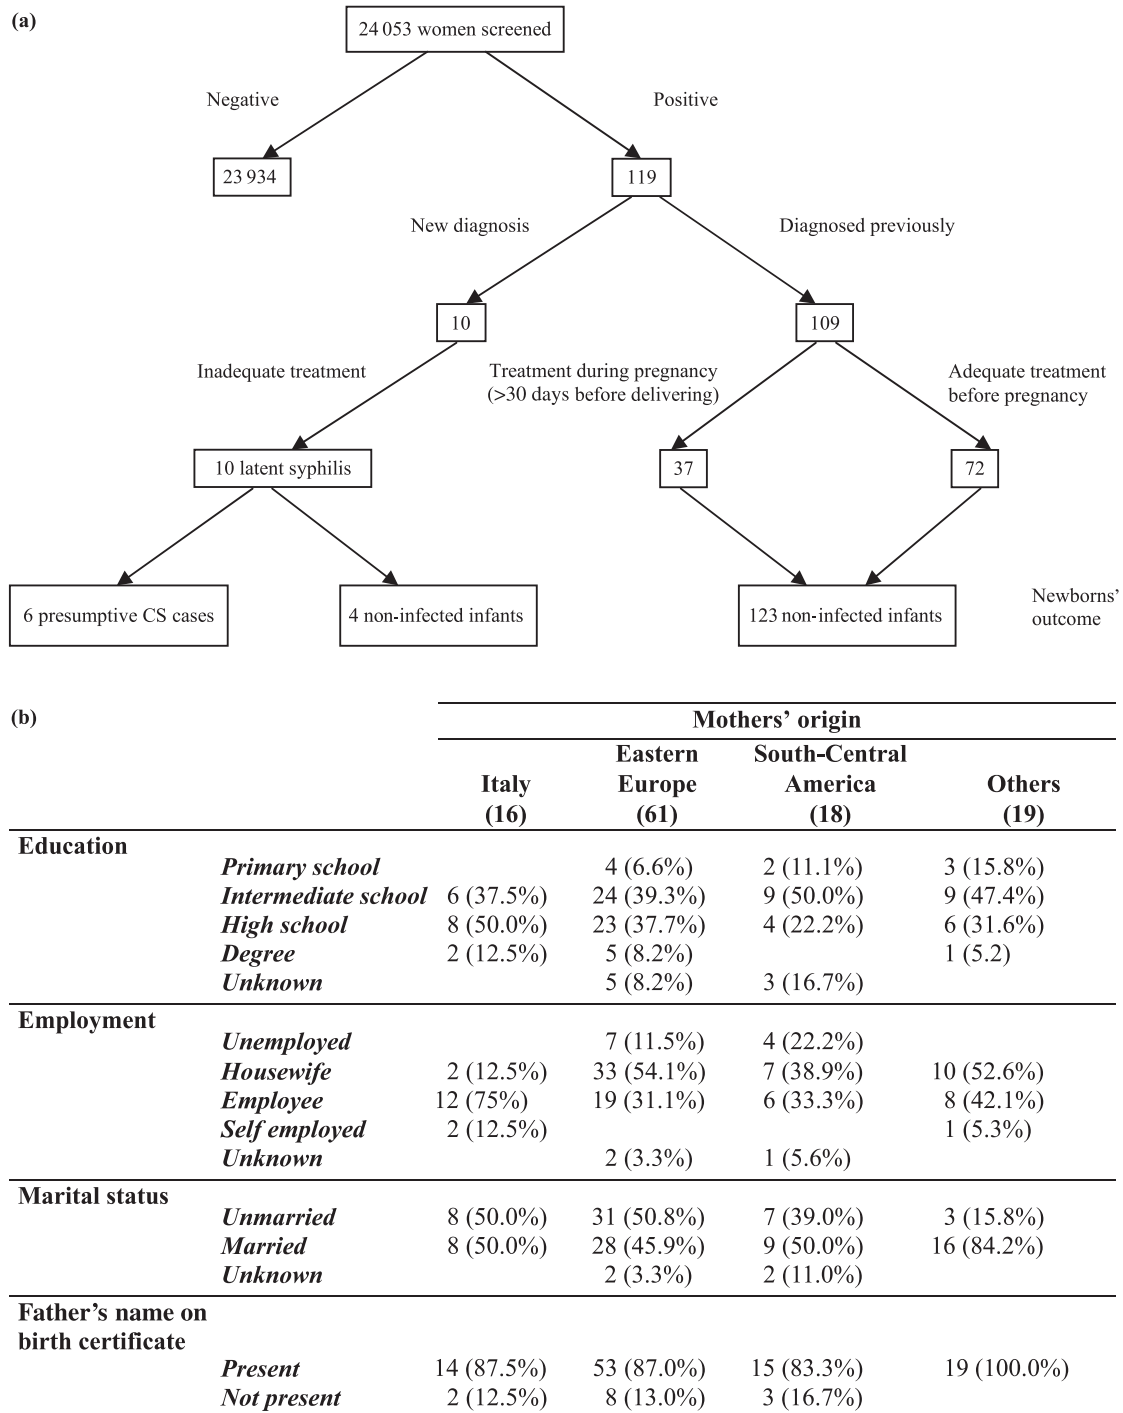 (a)
24 053 women screened
Negative
Positive
23 934
119
New diagnosis
Diagnosed previously
10
109
Inadequate treatment
Treatment during pregnancy
(>30 days before delivering)
Adequate treatment
before pregnancy
10 latent syphilis
37
72
6 presumptive CS cases
4 non-infected infants
123 non-infected infants
Newborns'
outcome
(b)
Mothers' origin
Italy
(16)
Eastern
Europe
(61)
South-Central
America
(18)
Others
(19)
Education
Primary school 4 (6.6%) 2 (11.1%) 3 (15.8%)
Intermediate school 6 (37.5%) 24 (39.3%) 9 (50.0%) 9 (47.4%)
High school 8 (50.0%) 23 (37.7%) 4 (22.2%) 6 (31.6%)
Degree 2 (12.5%) 5 (8.2%) 1 (5.2)
Unknown 5 (8.2%) 3 (16.7%)
Employment
Unemployed 7 (11.5%) 4 (22.2%)
Housewife 2 (12.5%) 33 (54.1%) 7 (38.9%) 10 (52.6%)
Employee 12 (75%) 19 (31.1%) 6 (33.3%) 8 (42.1%)
Self employed 2 (12.5%) 1 (5.3%)
Unknown 2 (3.3%) 1 (5.6%)
Marital status
Unmarried 8 (50.0%) 31 (50.8%) 7 (39.0%) 3 (15.8%)
Married 8 (50.0%) 28 (45.9%) 9 (50.0%) 16 (84.2%)
Unknown 2 (3.3%) 2 (11.0%)
Father's name on
birth certificate
Present 14 (87.5%) 53 (87.0%) 15 (83.3%) 19 (100.0%)
Not present 2 (12.5%) 8 (13.0%) 3 (16.7%)